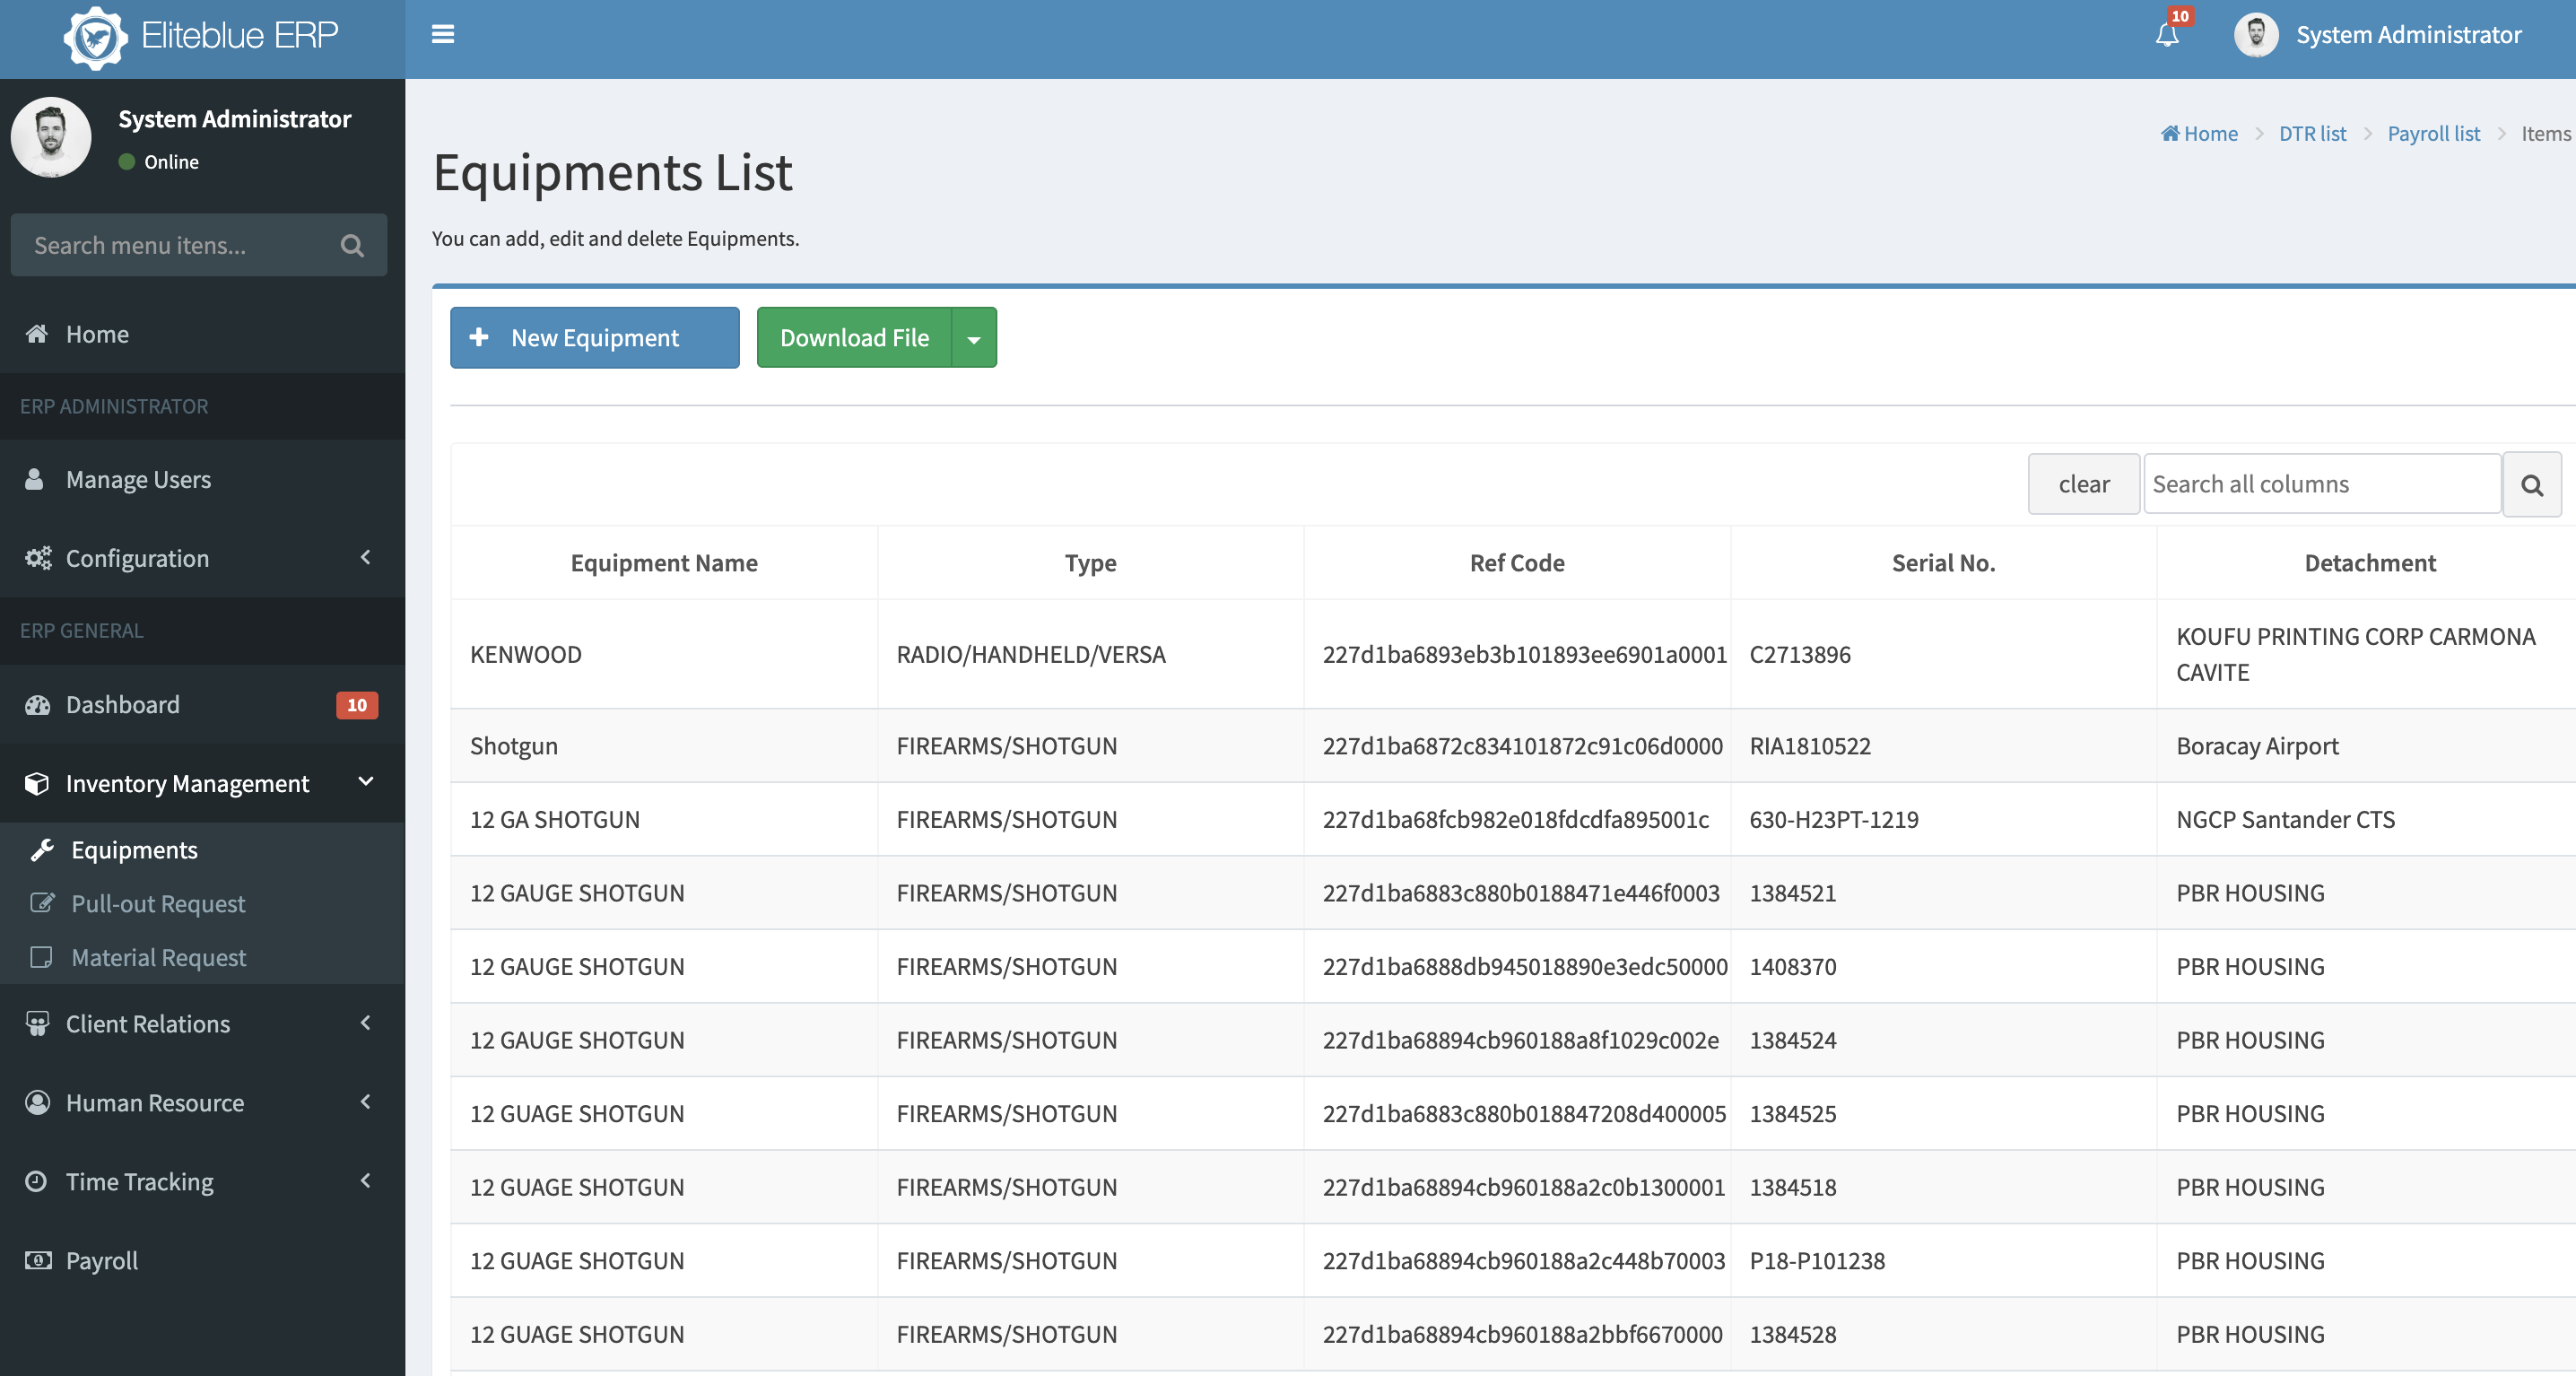 Eliteblue ERP
10
System Administrator
System Administrator
Online
Search menu itens...
Home
ERP ADMINISTRATOR
Manage Users
Configuration
ERP GENERAL
Dashboard 10
Inventory Management
Equipments
Pull-out Request
Material Request
Client Relations
Human Resource
Time Tracking
Payroll
Home > DTR list > Payroll list > Items
Equipments List
You can add, edit and delete Equipments.
New Equipment Download File
clear Search all columns
Equipment Name Type Ref Code Serial No. Detachment
KENWOOD RADIO/HANDHELD/VERSA 227d1ba6893eb3b101893ee6901a0001 C2713896 KOUFU PRINTING CORP CARMONA
CAVITE
Shotgun FIREARMS/SHOTGUN 227d1ba6872c834101872c91c06d0000 RIA1810522 Boracay Airport
12 GA SHOTGUN FIREARMS/SHOTGUN 227d1ba68fcb982e018fdcdfa895001c 630-H23PT-1219 NGCP Santander CTS
12 GAUGE SHOTGUN FIREARMS/SHOTGUN 227d1ba6883c880b0188471e446f0003 1384521 PBR HOUSING
12 GAUGE SHOTGUN FIREARMS/SHOTGUN 227d1ba6888db945018890e3edc50000 1408370 PBR HOUSING
12 GAUGE SHOTGUN FIREARMS/SHOTGUN 227d1ba68894cb960188a8f1029c002e 1384524 PBR HOUSING
12 GUAGE SHOTGUN FIREARMS/SHOTGUN 227d1ba6883c880b018847208d400005 1384525 PBR HOUSING
12 GUAGE SHOTGUN FIREARMS/SHOTGUN 227d1ba68894cb960188a2c0b1300001 1384518 PBR HOUSING
12 GUAGE SHOTGUN FIREARMS/SHOTGUN 227d1ba68894cb960188a2c448b70003 P18-P101238 PBR HOUSING
12 GUAGE SHOTGUN FIREARMS/SHOTGUN 227d1ba68894cb960188a2bbf6670000 1384528 PBR HOUSING